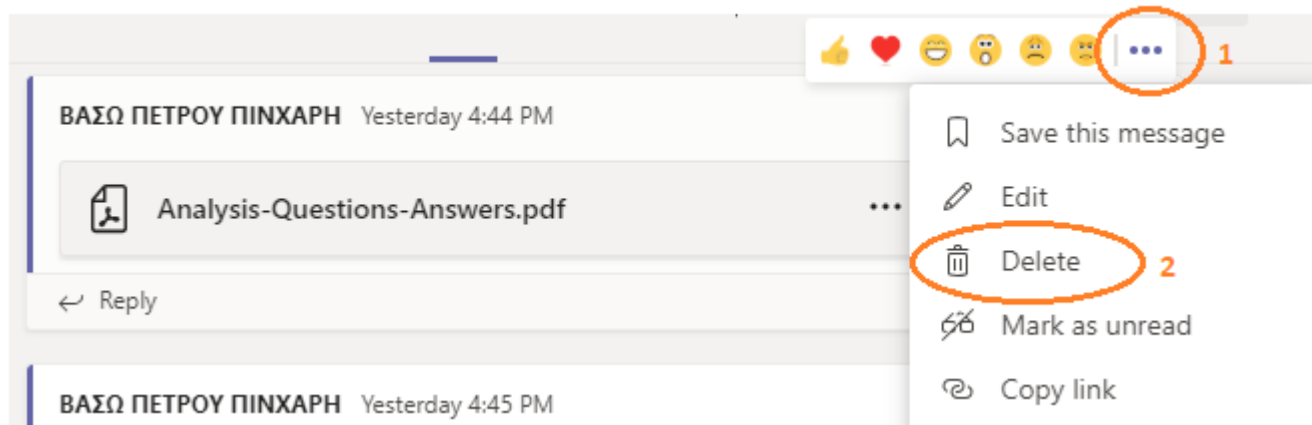 1
ΒΑΣΩ ΠΕΤΡΟΥ ΠΙΝΧΑΡΗ Yesterday 4:44 PM
Analysis-Questions-Answers.pdf
Reply
ΒΑΣΩ ΠΕΤΡΟΥ ΠΙΝΧΑΡΗ Yesterday 4:45 PM
Save this message
Edit
Delete 2
Mark as unread
Copy link